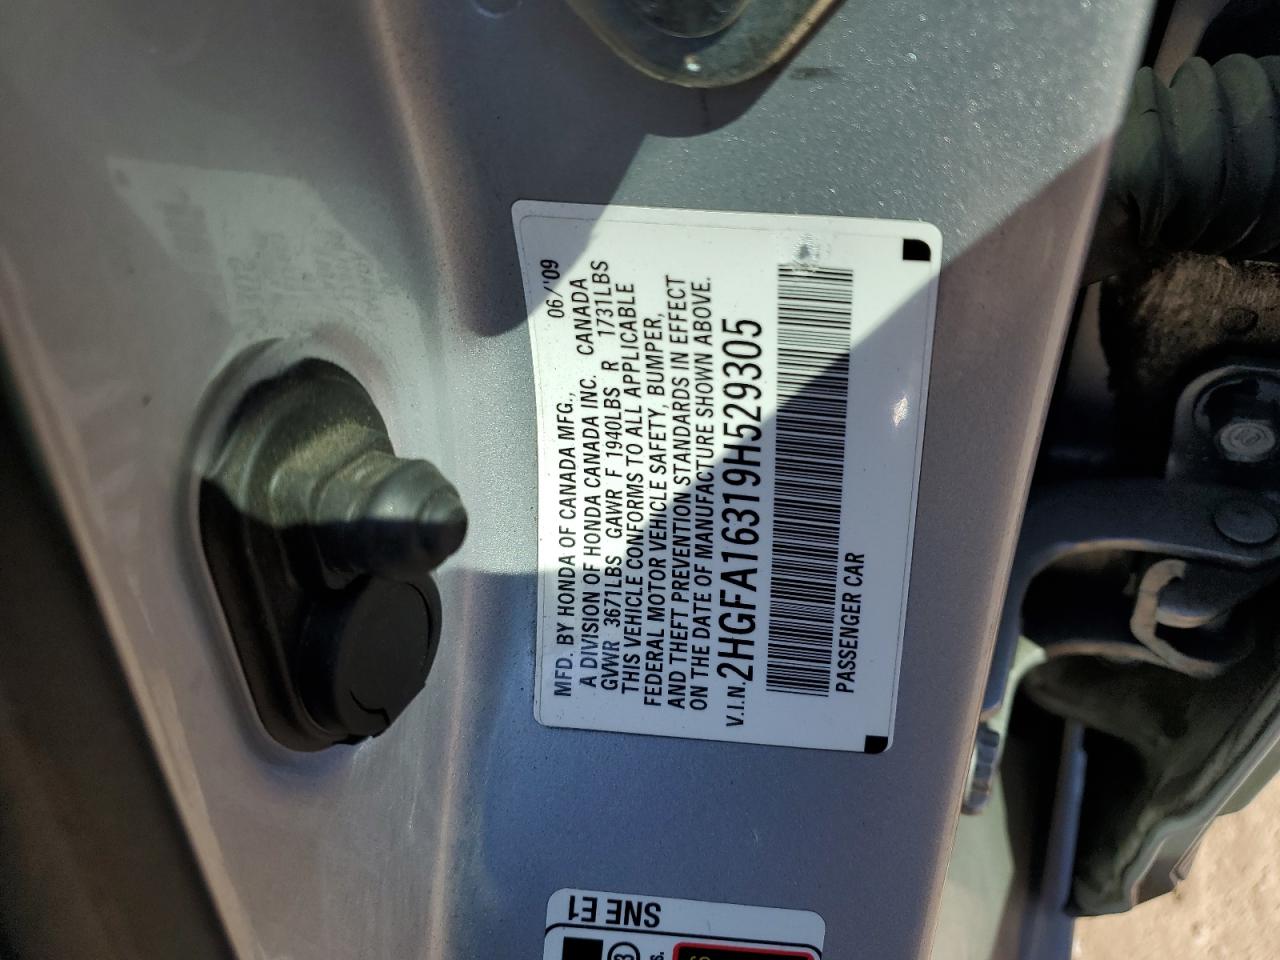 MFD. BY HONDA OF CANADA MFG., 06/'09
A DIVISION OF HONDA CANADA INC. CANADA
GVWR 3671LBS GAWR F 1940LBS R 1731LBS
THIS VEHICLE CONFORMS TO ALL APPLICABLE
FEDERAL MOTOR VEHICLE SAFETY, BUMPER,
AND THEFT PREVENTION STANDARDS IN EFFECT
ON THE DATE OF MANUFACTURE SHOWN ABOVE.
V.I.N. 2HGFA16319H529305
PASSENGER CAR
SNE E1